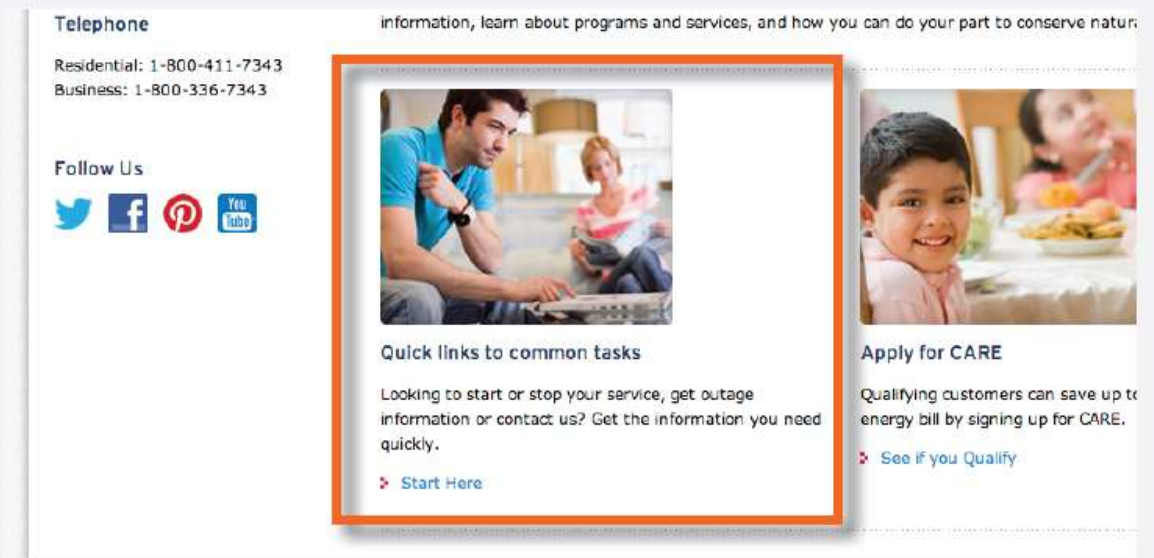 Telephone
Residential: 1-800-411-7343
Business: 1-800-336-7343
Follow Us
You
Tube
information, learn about programs and services, and how you can do your part to conserve
Quick links to common tasks
Looking to start or stop your service, get outage
information or contact us? Get the information you need
quickly.
Start Here
Apply for CARE
Qualifying customers can save up to
energy bill by signing up for CARE.
See if you Qualify